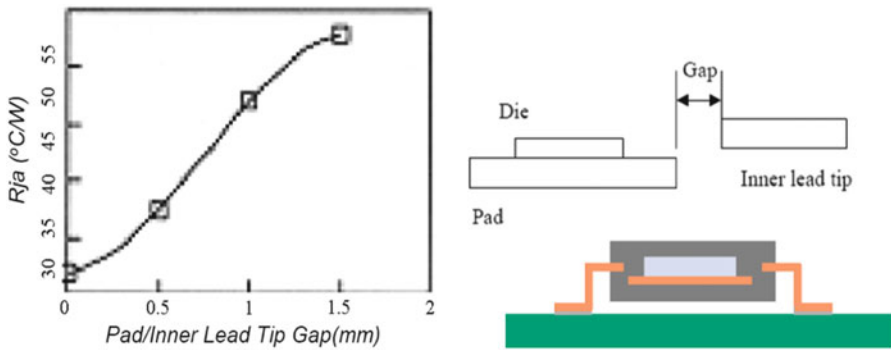 55
50
45
40
35
30
Rja (°C/W)
0
0.5
1
1.5
2
Pad/Inner Lead Tip Gap(mm)
Gap
Die
Inner lead tip
Pad